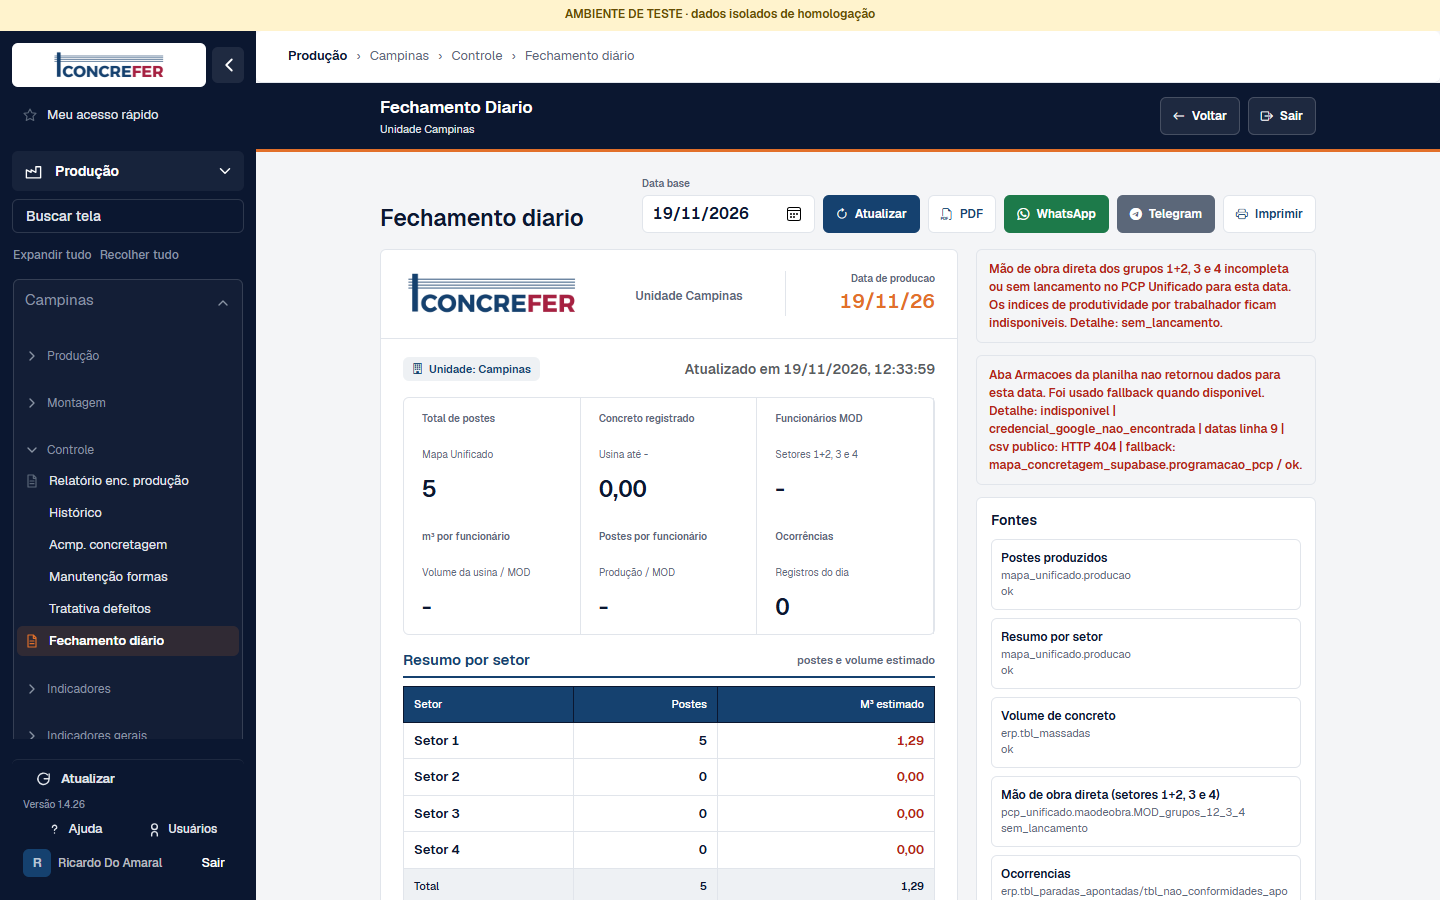 AMBIENTE DE TESTE · dados isolados de homologação
CONCREFER
Meu acesso rápido
Produção
Buscar tela
Expandir tudo Recolher tudo
Campinas
Produção
Montagem
Controle
Relatório enc. produção
Histórico
Acmp. concretagem
Manutenção formas
Tratativa defeitos
Fechamento diário
Indicadores
Indicadores gerais
Atualizar
Versão 1.4.26
? Ajuda Usuários
R Ricardo Do Amaral Sair
Produção › Campinas › Controle › Fechamento diário
Fechamento Diario
Unidade Campinas
Voltar
Sair
Fechamento diario
Data base
19/11/2026
Atualizar
PDF
WhatsApp
Telegram
Imprimir
CONCREFER
Unidade Campinas
Data de producao
19/11/26
Unidade: Campinas
Atualizado em 19/11/2026, 12:33:59
Total de postes
Mapa Unificado
5
Concreto registrado
Usina até -
0,00
Funcionários MOD
Setores 1+2, 3 e 4
-
m³ por funcionário
Volume da usina / MOD
-
Postes por funcionário
Produção / MOD
-
Ocorrências
Registros do dia
0
Resumo por setor
postes e volume estimado
Setor Postes M³ estimado
Setor 1 5 1,29
Setor 2 0 0,00
Setor 3 0 0,00
Setor 4 0 0,00
Total 5 1,29
Mão de obra direta dos grupos 1+2, 3 e 4 incompleta
ou sem lancamento no PCP Unificado para esta data.
Os indices de produtividade por trabalhador ficam
indisponiveis. Detalhe: sem_lancamento.
Aba Armacoes da planilha nao retornou dados para
esta data. Foi usado fallback quando disponivel.
Detalhe: indisponivel |
credencial_google_nao_encontrada | datas linha 9 |
csv publico: HTTP 404 | fallback:
mapa_concretagem_supabase.programacao_pcp / ok.
Fontes
Postes produzidos
mapa_unificado.producao
ok
Resumo por setor
mapa_unificado.producao
ok
Volume de concreto
erp.tbl_massadas
ok
Mão de obra direta (setores 1+2, 3 e 4)
pcp_unificado.maodeobra.MOD_grupos_12_3_4
sem_lancamento
Ocorrencias
erp.tbl_paradas_apontadas/tbl_nao_conformidades_apo